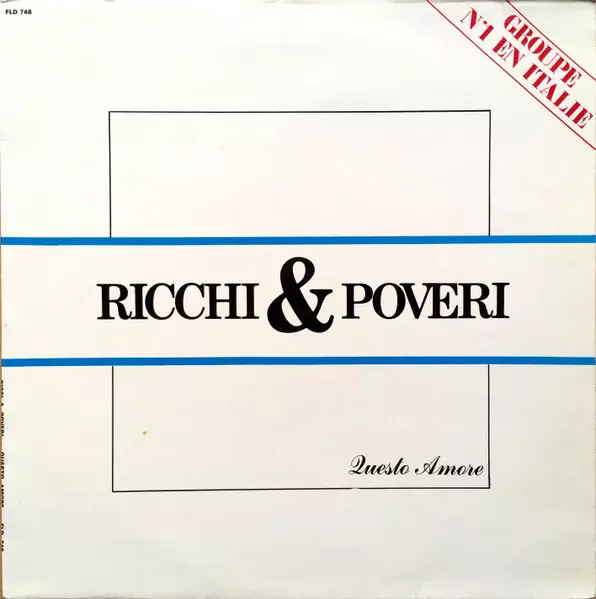 FLD 748
GROUPE
N°1 EN ITALIE
RICCHI & POVERI
Questo Amore